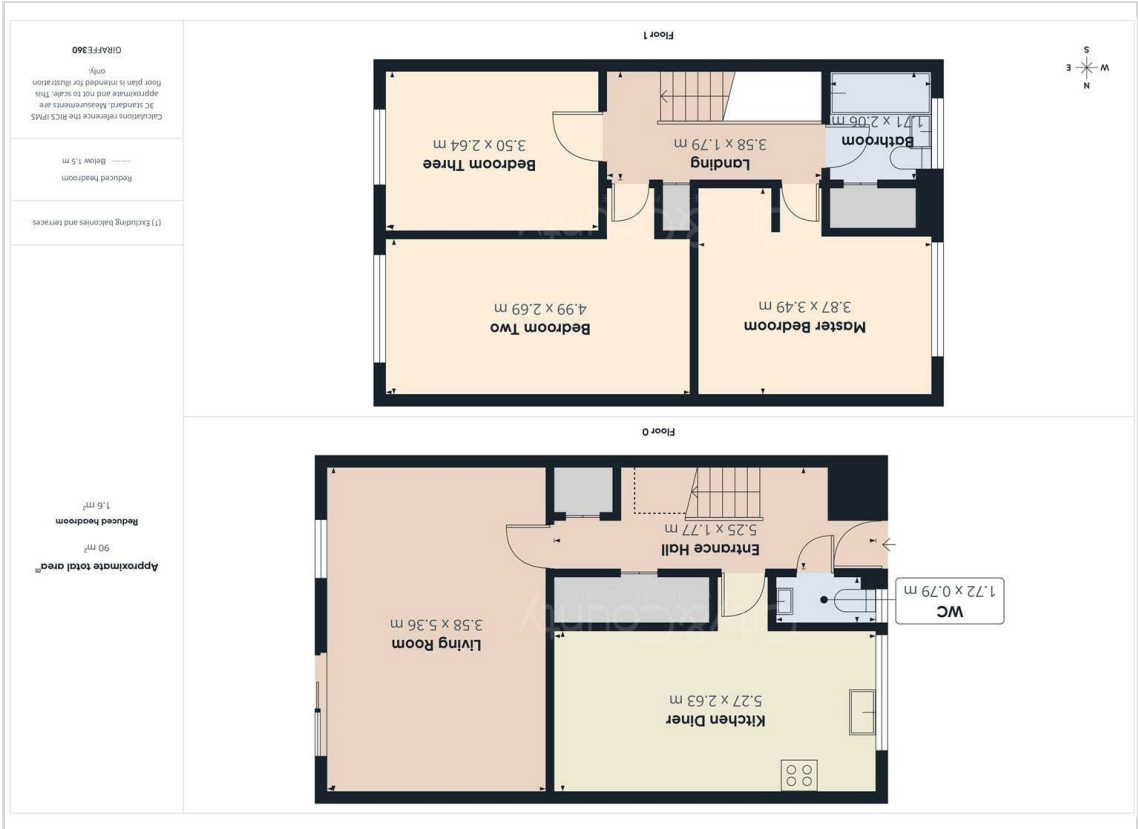 Floor 0
WC
1.72 x 0.79 m
Kitchen Diner
5.27 x 2.63 m
Living Room
3.58 x 5.36 m
Entrance Hall
5.25 x 1.77 m
Floor 1
Master Bedroom
3.87 x 3.49 m
Bedroom Two
4.99 x 2.69 m
Bathroom
1.71 x 2.06 m
Landing
3.58 x 1.79 m
Bedroom Three
3.50 x 2.64 m
City&County
City&County
N
W
E
S
Approximate total area⁽¹⁾
90 m²
Reduced headroom
1.6 m²
(1) Excluding balconies and terraces
Reduced headroom
Below 1.5 m
Calculations reference the RICS IPMS
3C standard. Measurements are
approximate and not to scale. This
floor plan is intended for illustration
only.
GIRAFFE360